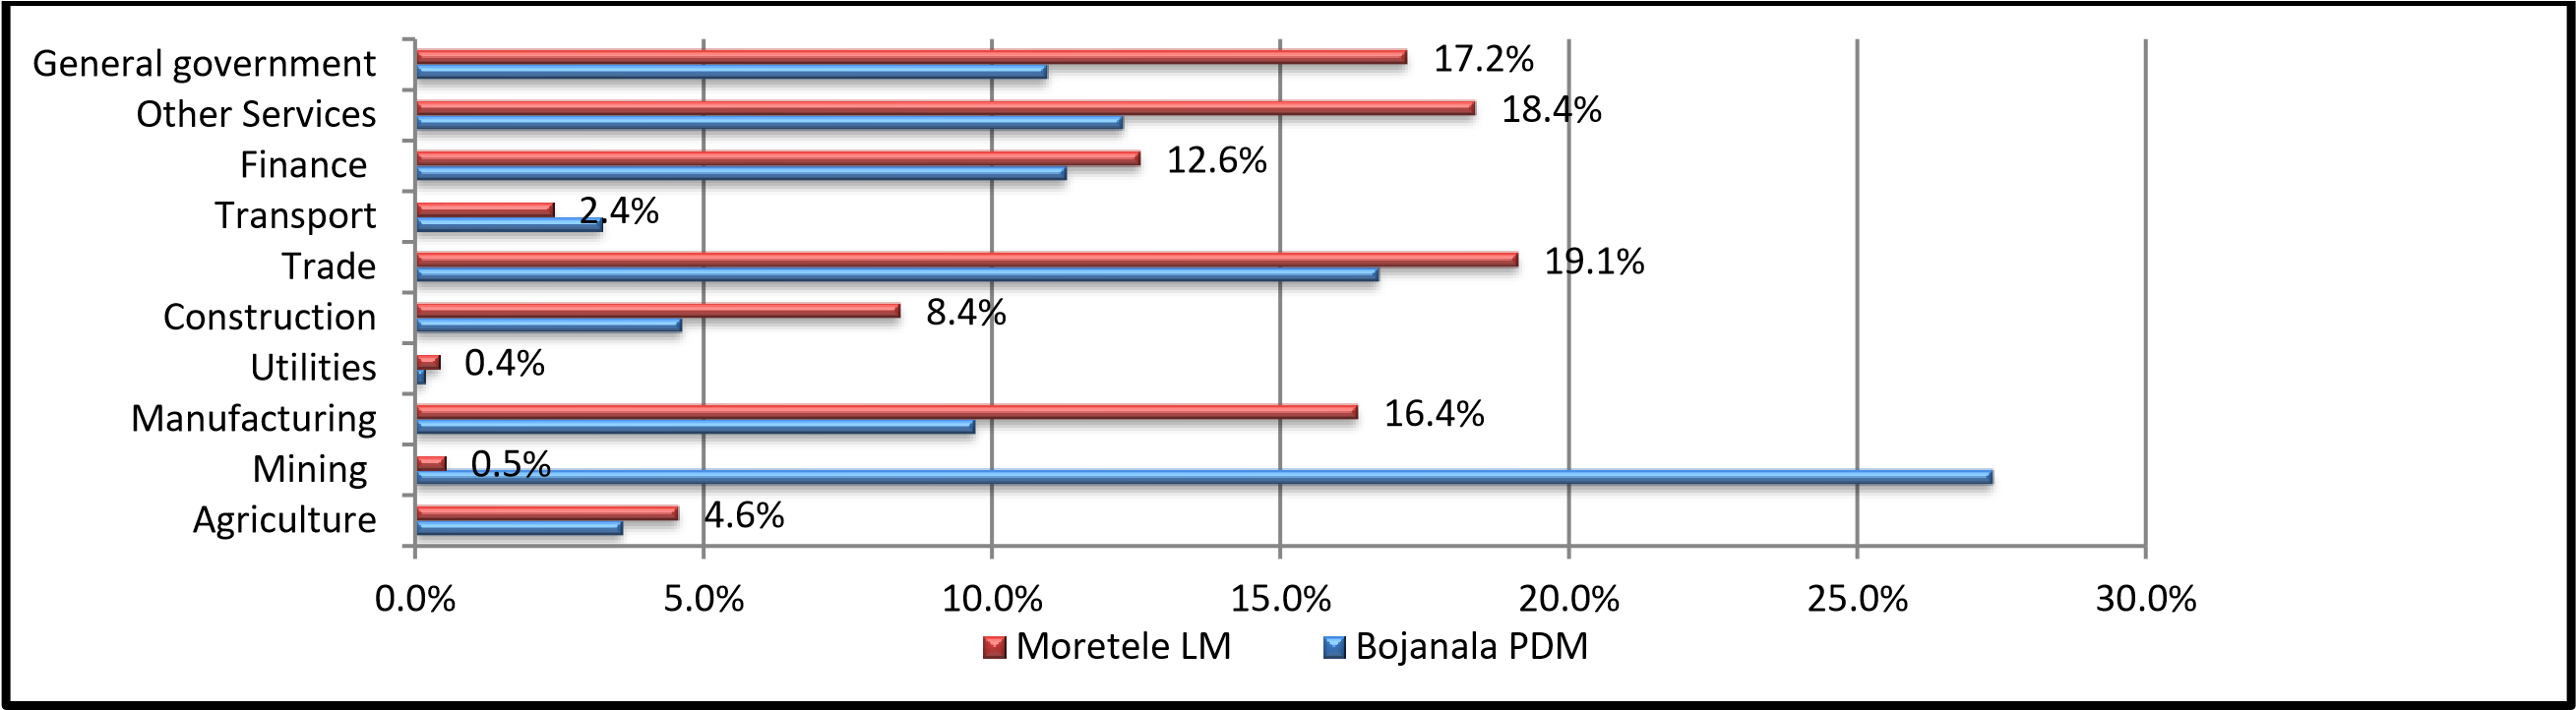 General government 17.2%
Other Services 18.4%
Finance 12.6%
Transport 2.4%
Trade 19.1%
Construction 8.4%
Utilities 0.4%
Manufacturing 16.4%
Mining 0.5%
Agriculture 4.6%
0.0% 5.0% 10.0% 15.0% 20.0% 25.0% 30.0%
Moretele LM Bojanala PDM